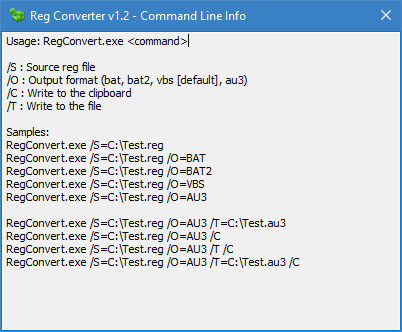 Reg Converter v1.2 - Command Line Info
Usage: RegConvert.exe <command>
/S : Source reg file
/O : Output format (bat, bat2, vbs [default], au3)
/C : Write to the clipboard
/T : Write to the file
Samples:
RegConvert.exe /S=C:\Test.reg
RegConvert.exe /S=C:\Test.reg /O=BAT
RegConvert.exe /S=C:\Test.reg /O=BAT2
RegConvert.exe /S=C:\Test.reg /O=VBS
RegConvert.exe /S=C:\Test.reg /O=AU3
RegConvert.exe /S=C:\Test.reg /O=AU3 /T=C:\Test.au3
RegConvert.exe /S=C:\Test.reg /O=AU3 /C
RegConvert.exe /S=C:\Test.reg /O=AU3 /T /C
RegConvert.exe /S=C:\Test.reg /O=AU3 /T=C:\Test.au3 /C